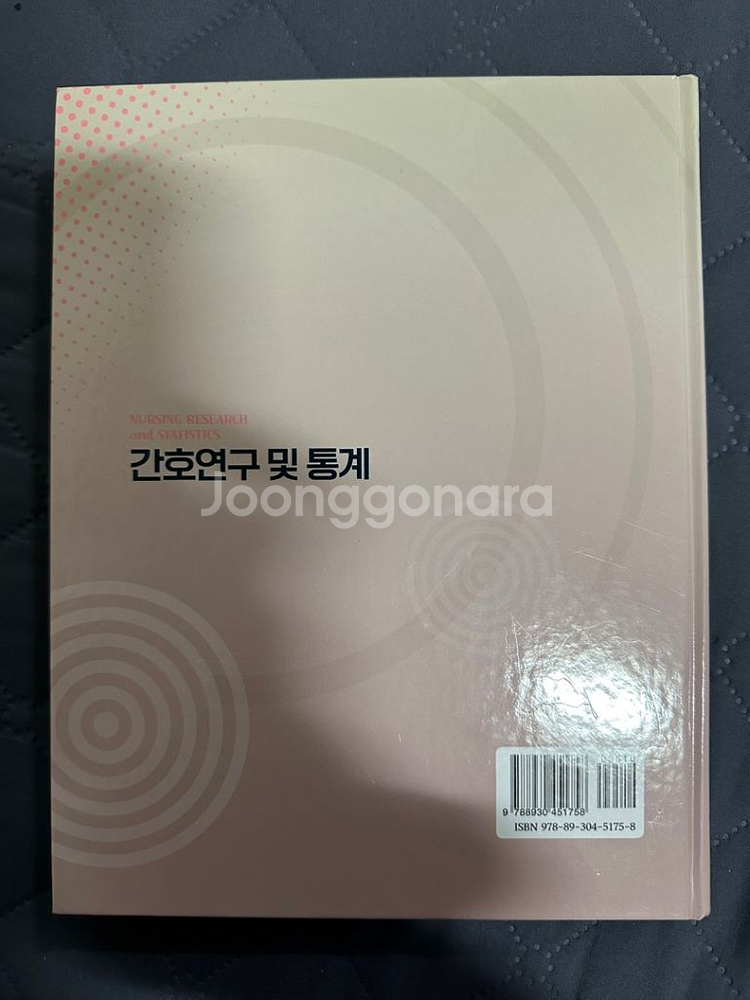 NURSING RESEARCH
and STATISTICS
간호연구 및 통계
Joonggonara
9 788930 451758
ISBN 978-89-304-5175-8